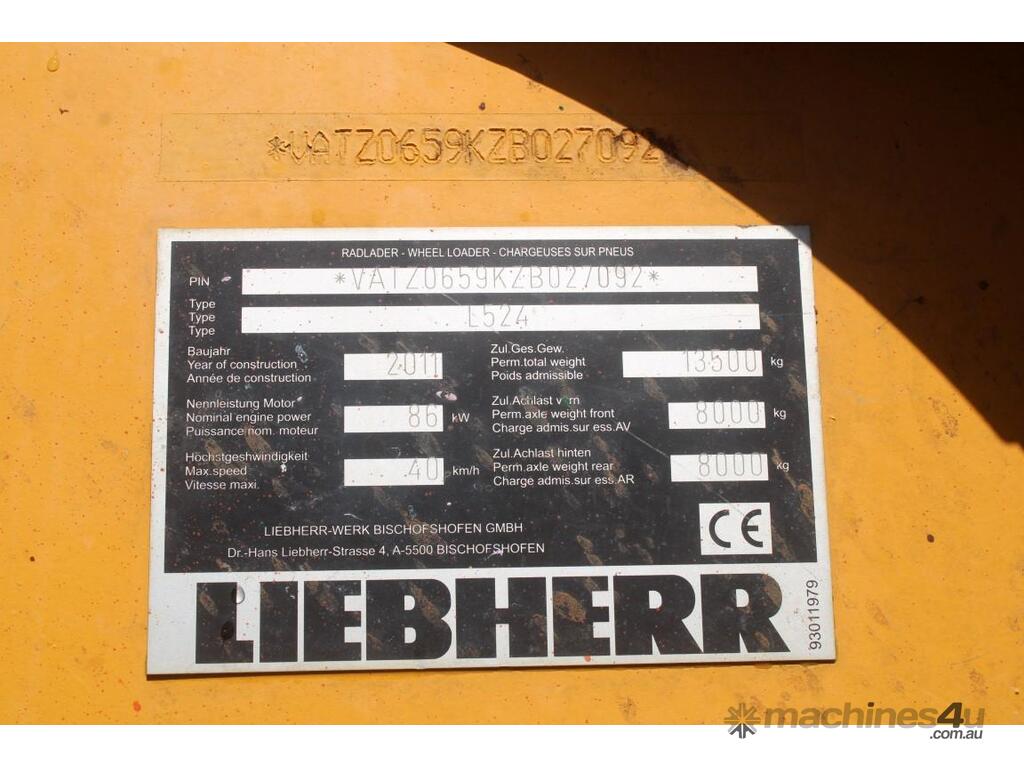 *VATZ0659KZB027092*
RADLADER - WHEEL LOADER - CHARGEUSES SUR PNEUS
PIN *VATZ0659KZB027092*
Type
Type L524
Type
Baujahr
Year of construction 2011
Année de construction
Zul.Ges.Gew.
Perm.total weight 13500 kg
Poids admissible
Nennleistung Motor
Nominal engine power 86 kW
Puissance nom. moteur
Zul.Achlast vorn
Perm.axle weight front 8000 kg
Charge admis.sur ess.AV
Höchstgeshwindigkeit
Max.speed 40 km/h
Vitesse maxi.
Zul.Achlast hinten
Perm.axle weight rear 8000 kg
Charge admis.sur ess.AR
LIEBHERR-WERK BISCHOFSHOFEN GMBH
Dr.-Hans Liebherr-Strasse 4, A-5500 BISCHOFSHOFEN
CE
LIEBHERR
93011979
machines4u
.com.au